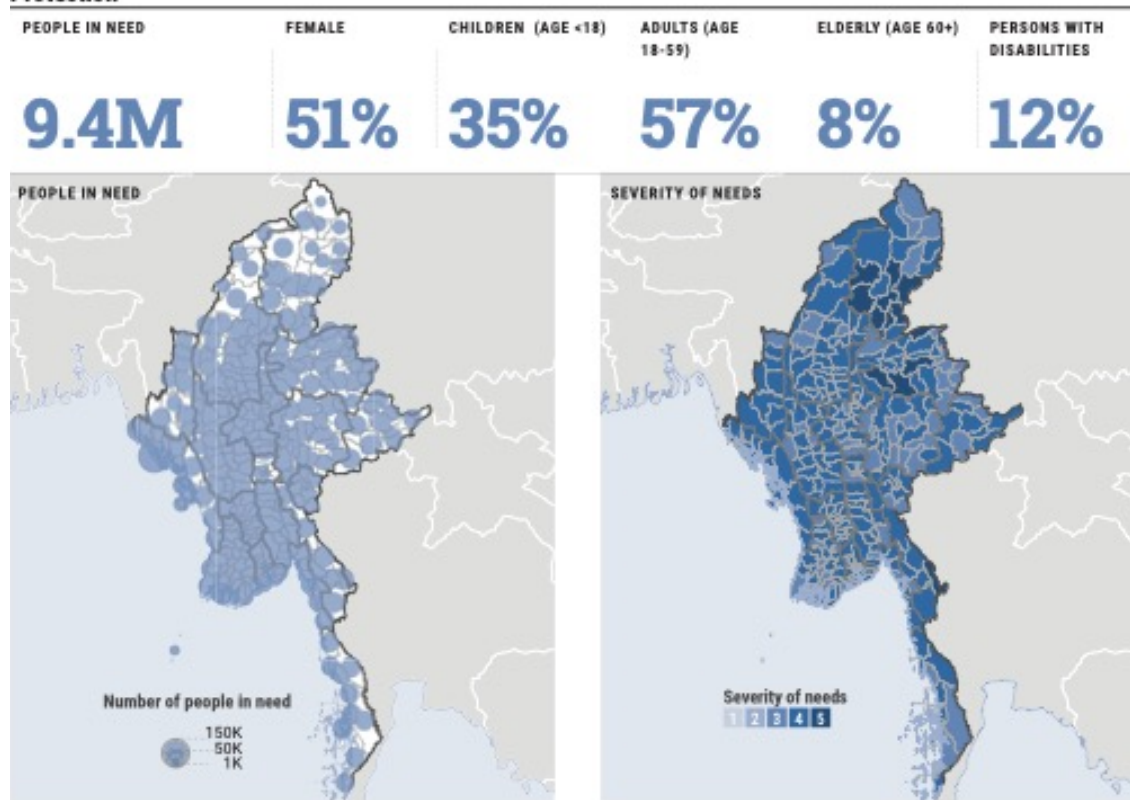 PEOPLE IN NEED
FEMALE
CHILDREN (AGE <18)
ADULTS (AGE
18-59)
ELDERLY (AGE 60+)
PERSONS WITH
DISABILITIES
9.4M
51%
35%
57%
8%
12%
PEOPLE IN NEED
SEVERITY OF NEEDS
Number of people in need
150K
50K
1K
Severity of needs
1 2 3 4 5